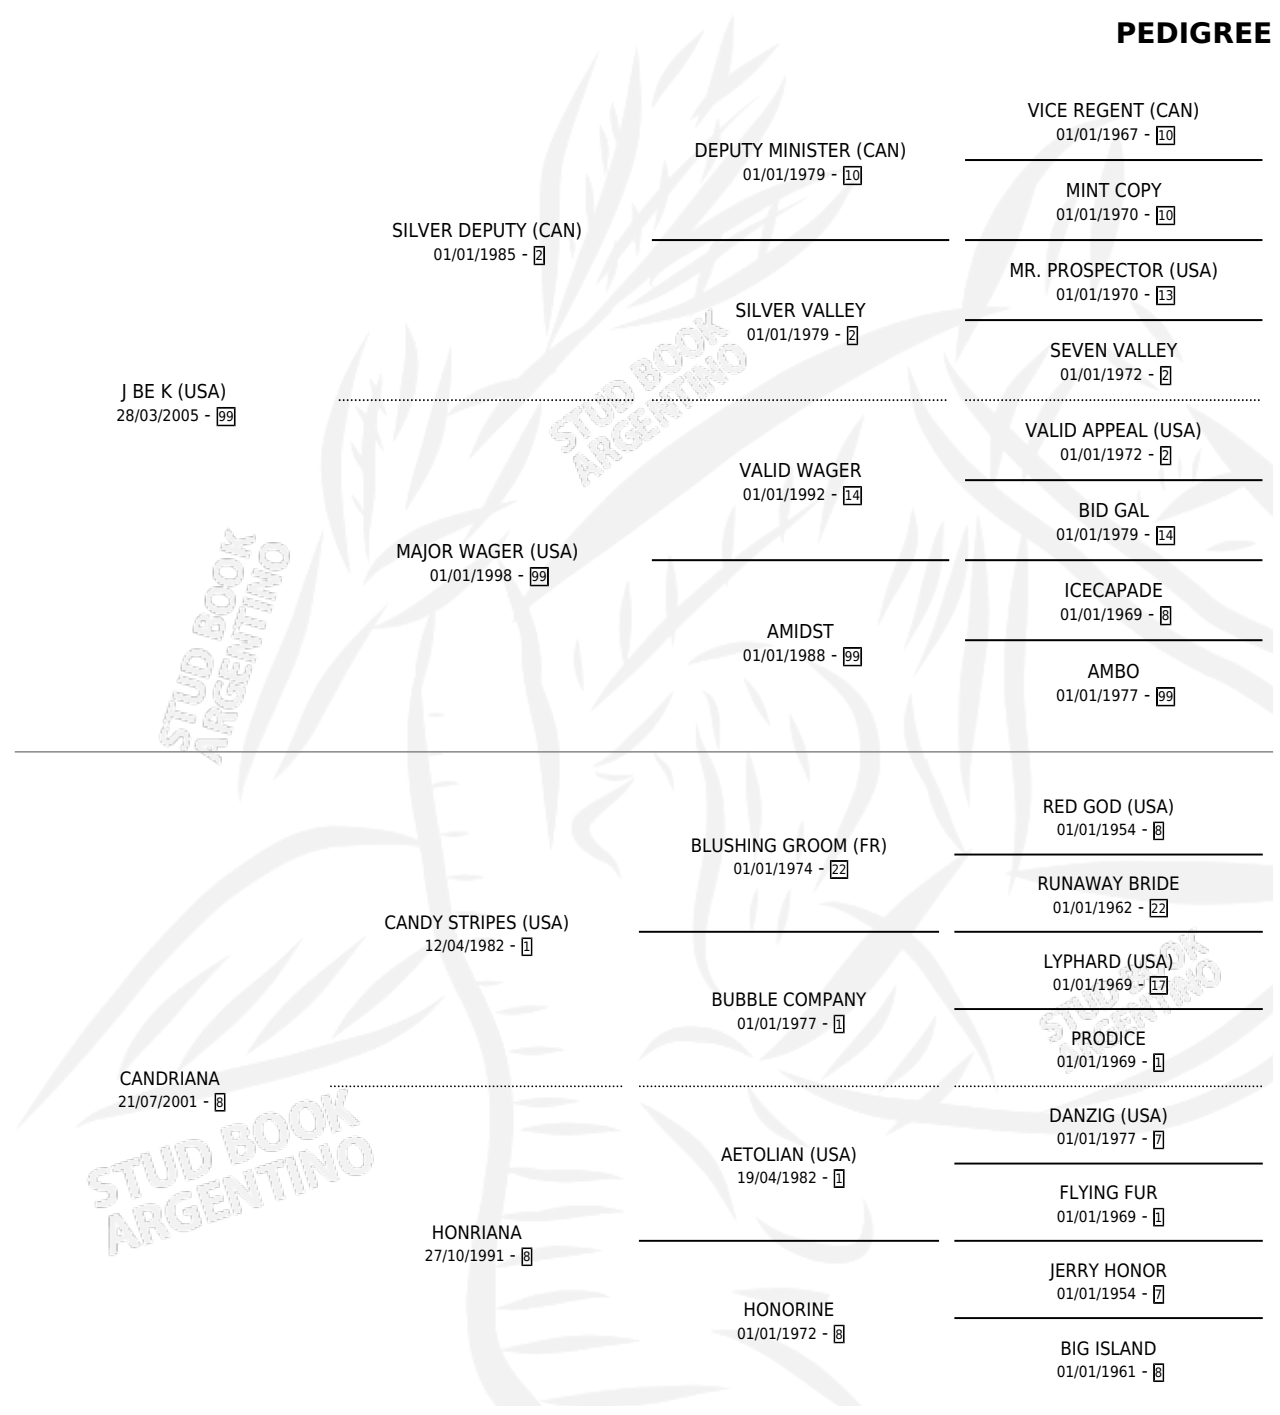 PEDIGREE
VICE REGENT (CAN)
01/01/1967 - 10
DEPUTY MINISTER (CAN)
01/01/1979 - 10
MINT COPY
01/01/1970 - 10
SILVER DEPUTY (CAN)
01/01/1985 - 2
MR. PROSPECTOR (USA)
01/01/1970 - 13
SILVER VALLEY
01/01/1979 - 2
SEVEN VALLEY
01/01/1972 - 2
J BE K (USA)
28/03/2005 - 99
VALID APPEAL (USA)
01/01/1972 - 2
VALID WAGER
01/01/1992 - 14
BID GAL
01/01/1979 - 14
MAJOR WAGER (USA)
01/01/1998 - 99
ICECAPADE
01/01/1969 - 8
AMIDST
01/01/1988 - 99
AMBO
01/01/1977 - 99
RED GOD (USA)
01/01/1954 - 8
BLUSHING GROOM (FR)
01/01/1974 - 22
RUNAWAY BRIDE
01/01/1962 - 22
CANDY STRIPES (USA)
12/04/1982 - 1
LYPHARD (USA)
01/01/1969 - 17
BUBBLE COMPANY
01/01/1977 - 1
PRODICE
01/01/1969 - 1
CANDRIANA
21/07/2001 - 8
DANZIG (USA)
01/01/1977 - 7
AETOLIAN (USA)
19/04/1982 - 1
FLYING FUR
01/01/1969 - 1
HONRIANA
27/10/1991 - 8
JERRY HONOR
01/01/1954 - 7
HONORINE
01/01/1972 - 8
BIG ISLAND
01/01/1961 - 8
STUD BOOK
ARGENTINO
STUD BOOK
ARGENTINO
STUD BOOK
ARGENTINO
STUD BOOK
ARGENTINO